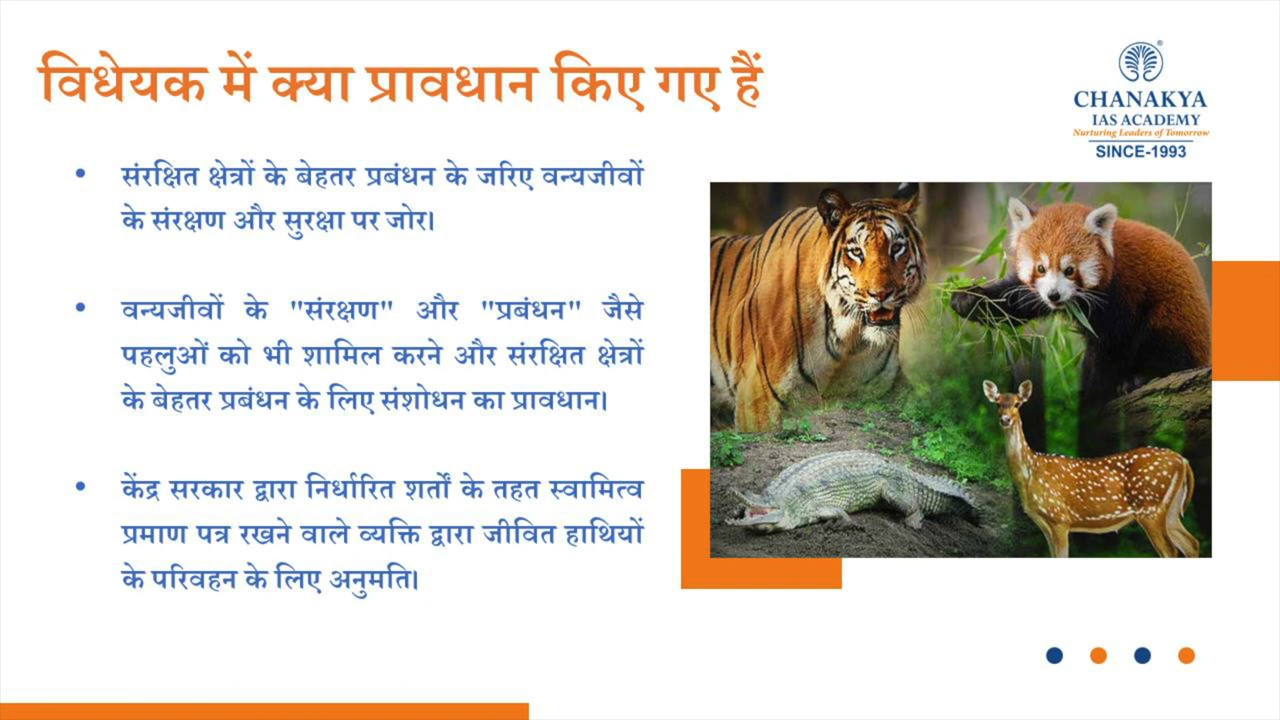 विधेयक में क्या प्रावधान किए गए हैं
CHANAKYA
IAS ACADEMY
Nurturing Leaders of Tomorrow
SINCE-1993
• संरक्षित क्षेत्रों के बेहतर प्रबंधन के जरिए वन्यजीवों
के संरक्षण और सुरक्षा पर जोर।
• वन्यजीवों के "संरक्षण" और "प्रबंधन" जैसे
पहलुओं को भी शामिल करने और संरक्षित क्षेत्रों
के बेहतर प्रबंधन के लिए संशोधन का प्रावधान।
• केंद्र सरकार द्वारा निर्धारित शर्तों के तहत स्वामित्व
प्रमाण पत्र रखने वाले व्यक्ति द्वारा जीवित हाथियों
के परिवहन के लिए अनुमति।